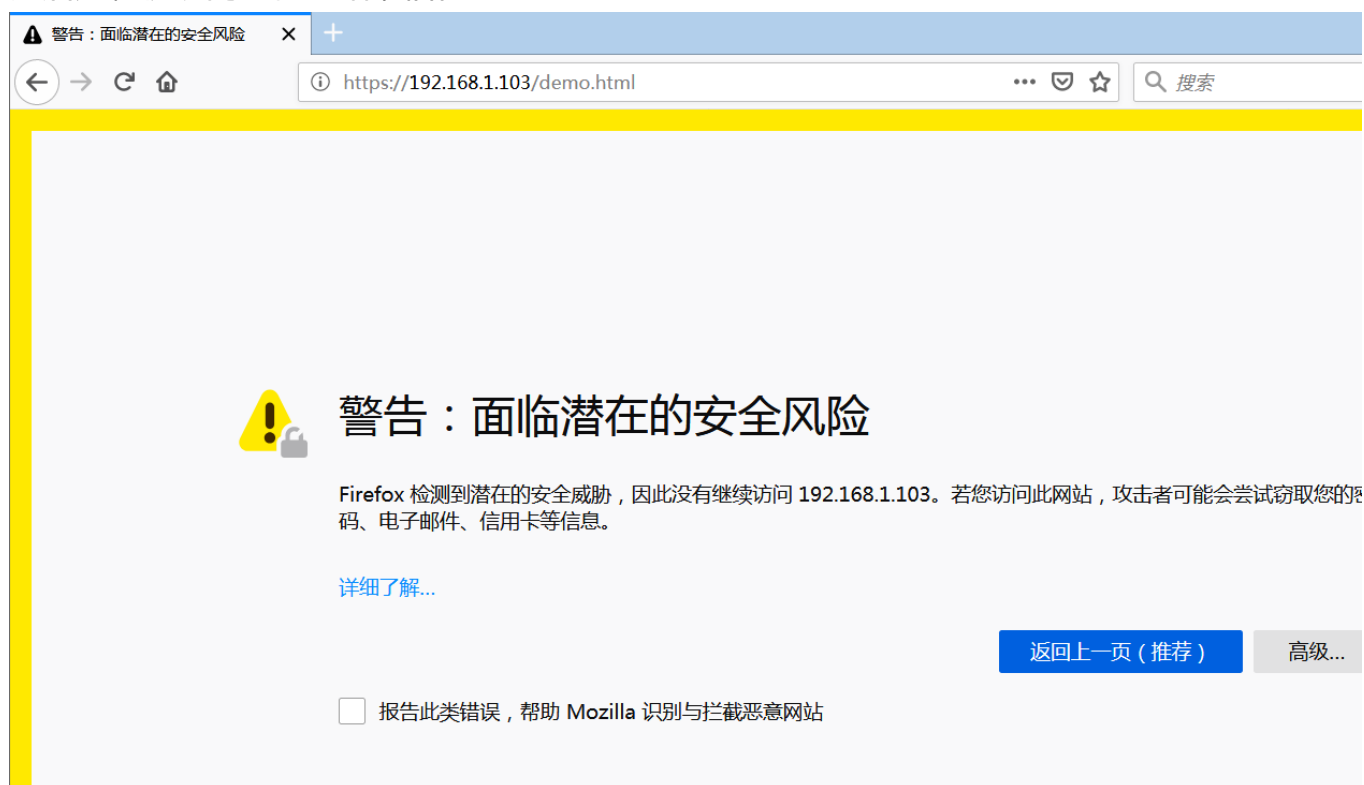 警告：面临潜在的安全风险
https://192.168.1.103/demo.html
搜索
警告：面临潜在的安全风险
Firefox 检测到潜在的安全威胁，因此没有继续访问 192.168.1.103。若您访问此网站，攻击者可能会尝试窃取您的密
码、电子邮件、信用卡等信息。
详细了解...
返回上一页（推荐）
高级...
报告此类错误，帮助 Mozilla 识别与拦截恶意网站